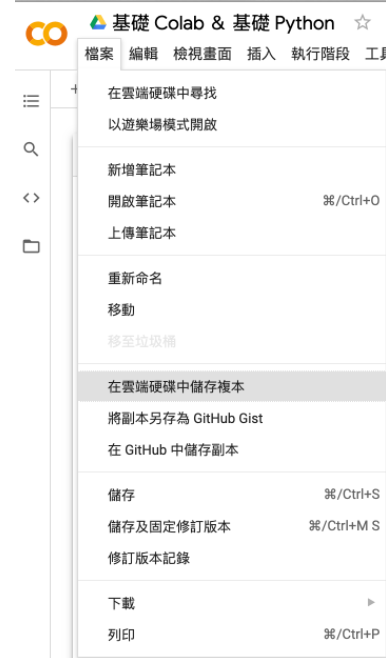 CO 基礎 Colab & 基礎 Python
檔案 編輯 檢視畫面 插入 執行階段 工具
在雲端硬碟中尋找
以遊樂場模式開啟
新增筆記本
開啟筆記本 ⌘/Ctrl+O
上傳筆記本
重新命名
移動
移至垃圾桶
在雲端硬碟中儲存複本
將副本另存為 GitHub Gist
在 GitHub 中儲存副本
儲存 ⌘/Ctrl+S
儲存及固定修訂版本 ⌘/Ctrl+M S
修訂版本記錄
下載
列印 ⌘/Ctrl+P